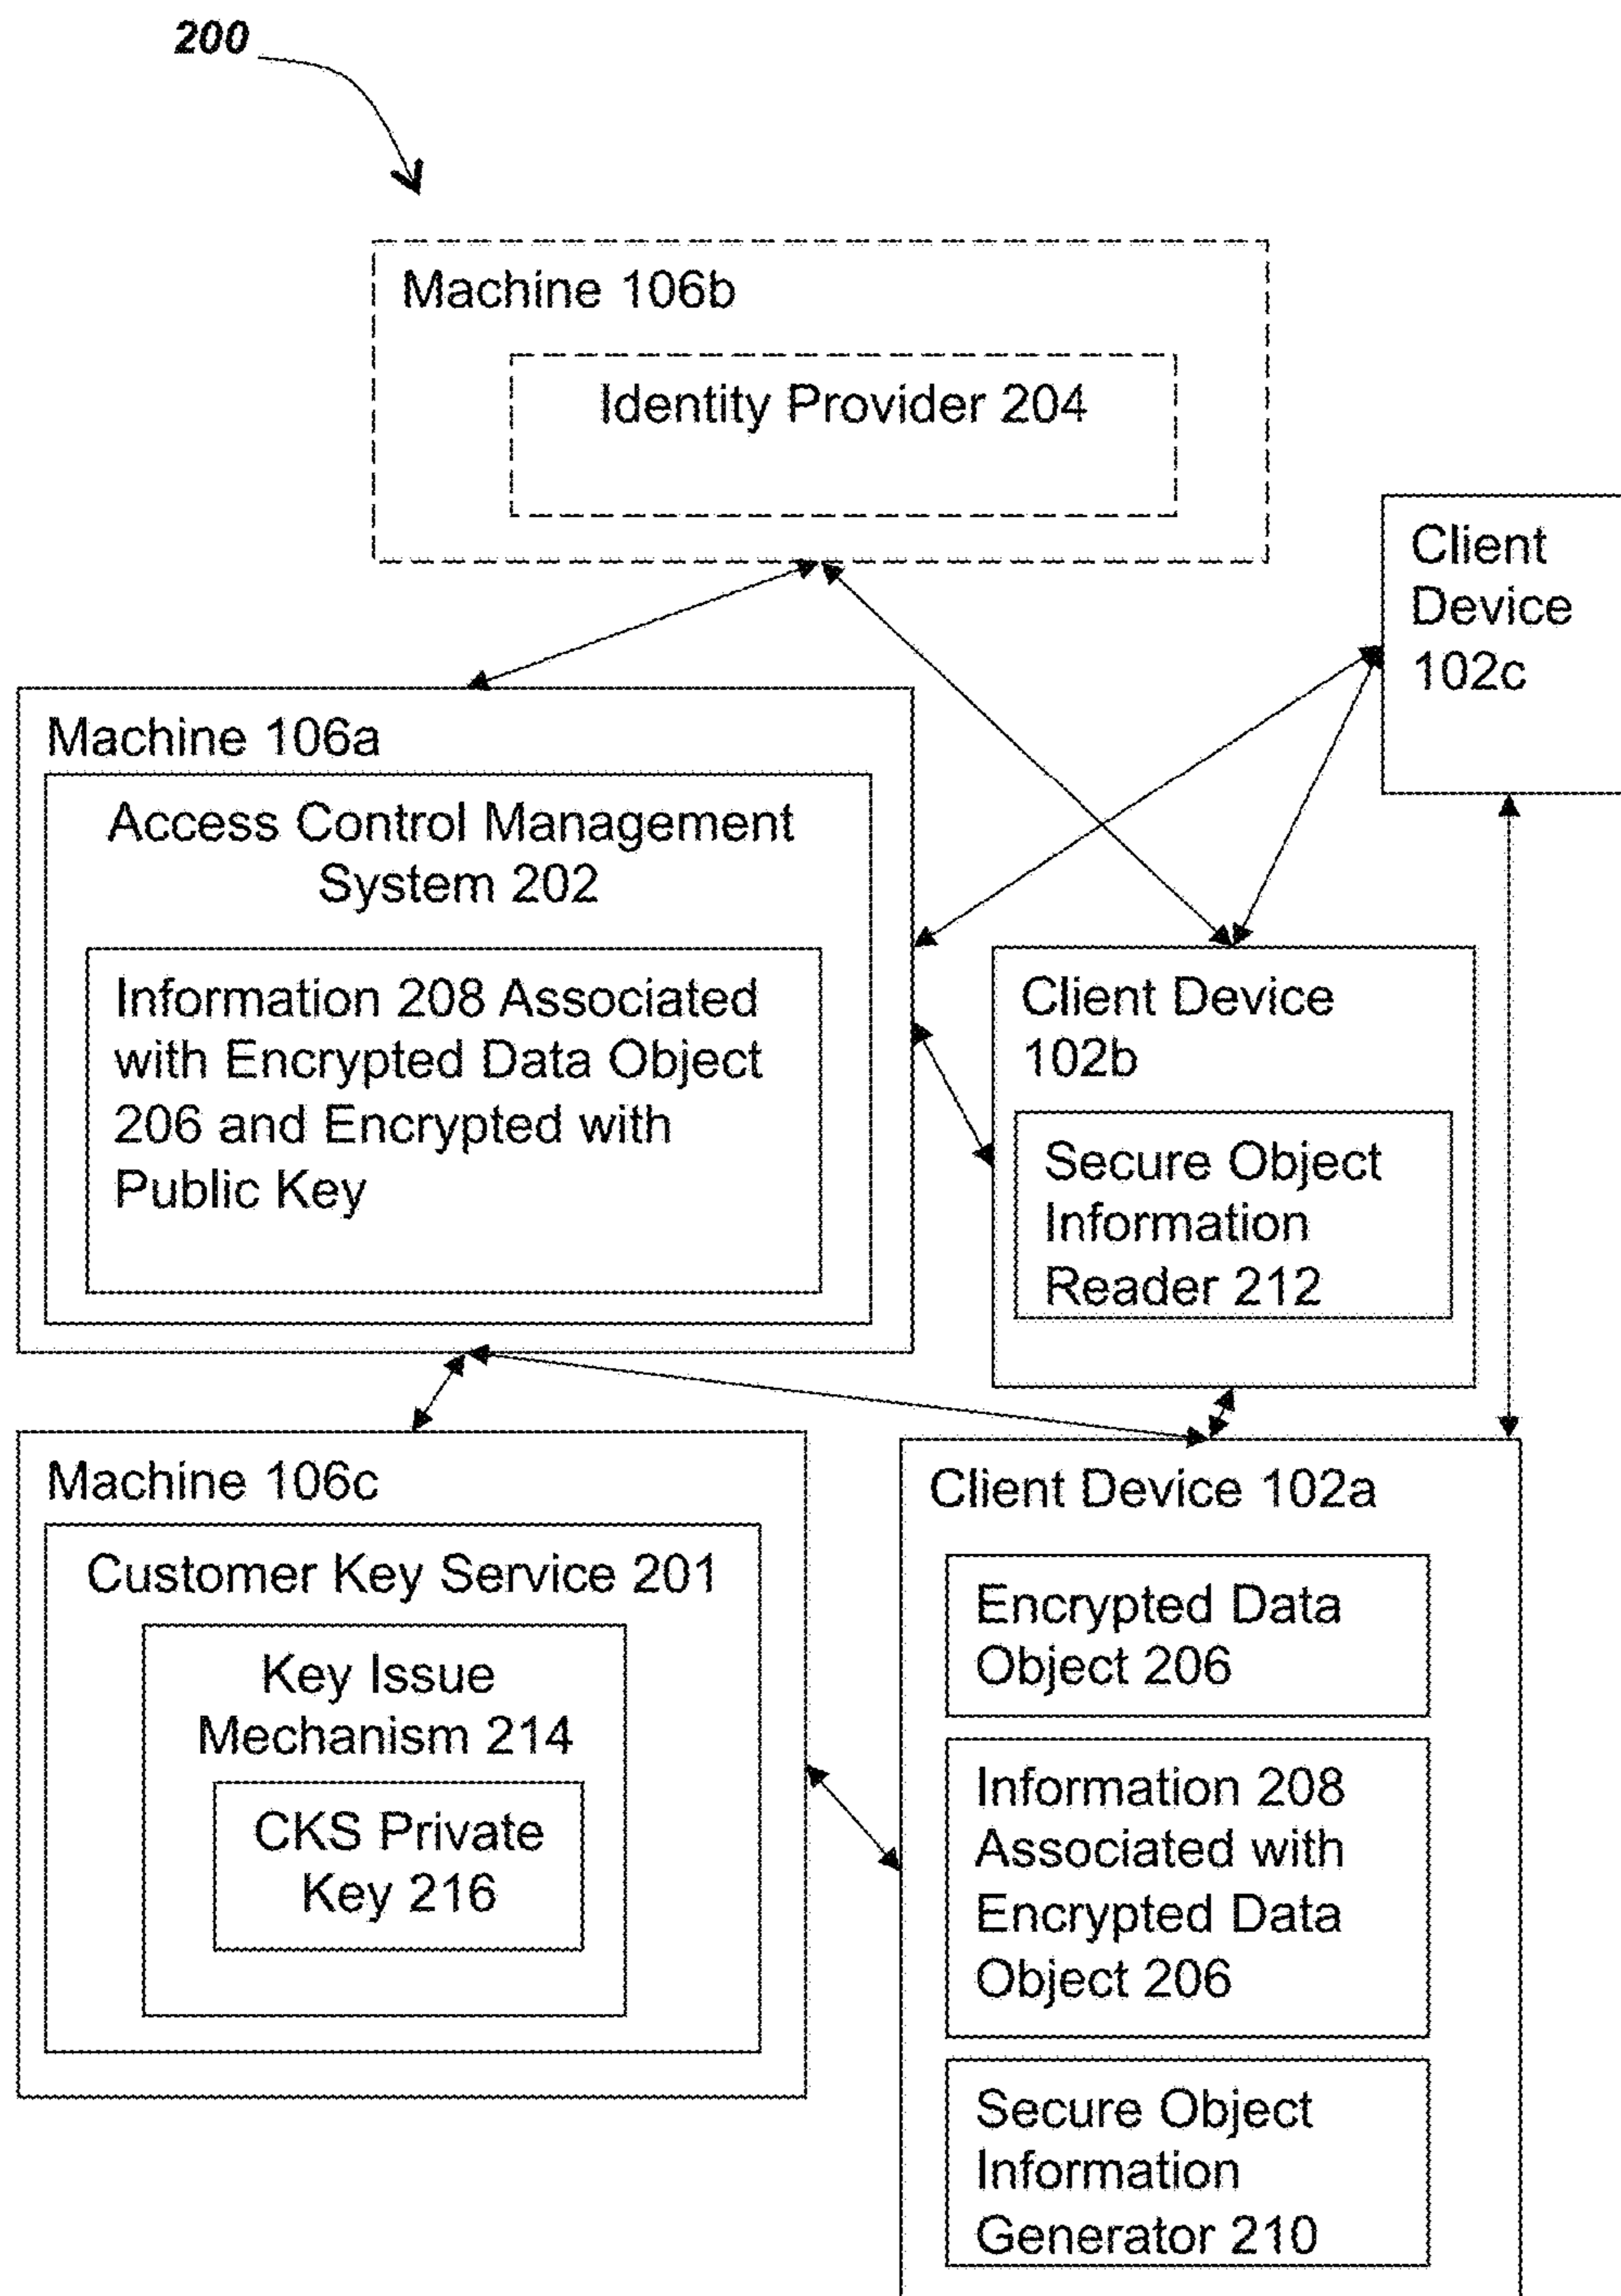 200
Machine 106b
Identity Provider 204
Client
Device
102c
Machine 106a
Access Control Management
System 202
Information 208 Associated
with Encrypted Data Object
206 and Encrypted with
Public Key
Client Device
102b
Secure Object
Information
Reader 212
Machine 106c
Customer Key Service 201
Key Issue
Mechanism 214
CKS Private
Key 216
Client Device 102a
Encrypted Data
Object 206
Information 208
Associated with
Encrypted Data
Object 206
Secure Object
Information
Generator 210